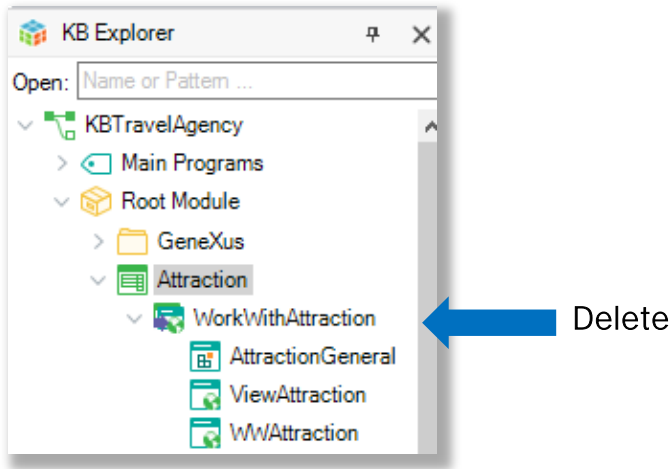 KB Explorer
Open: Name or Pattern ...
KBTravelAgency
Main Programs
Root Module
GeneXus
Attraction
WorkWithAttraction
Delete
AttractionGeneral
ViewAttraction
WWAttraction